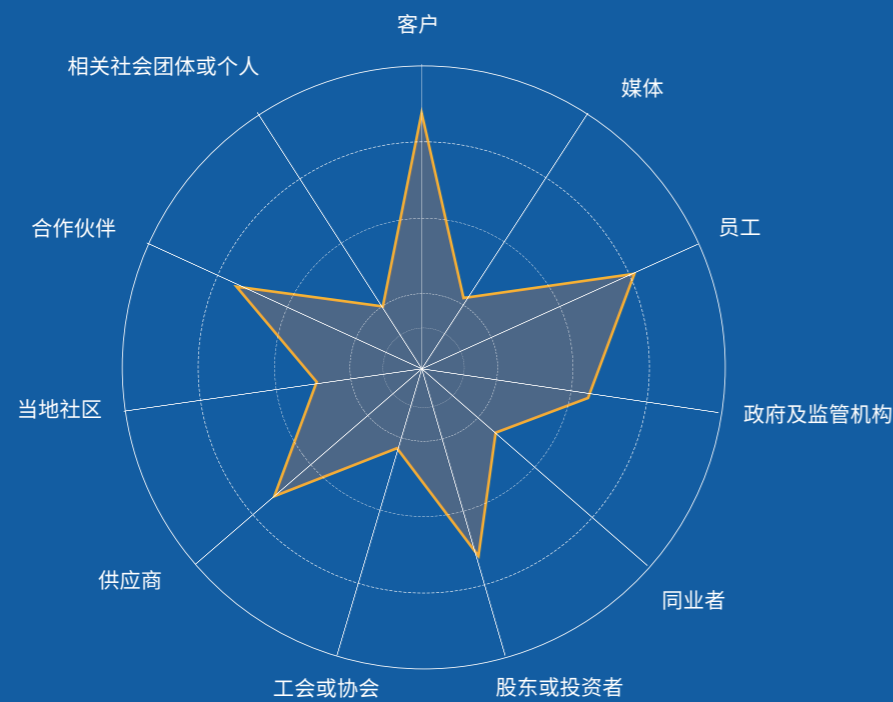 客户
相关社会团体或个人
媒体
合作伙伴
员工
当地社区
政府及监管机构
供应商
同业者
工会或协会
股东或投资者